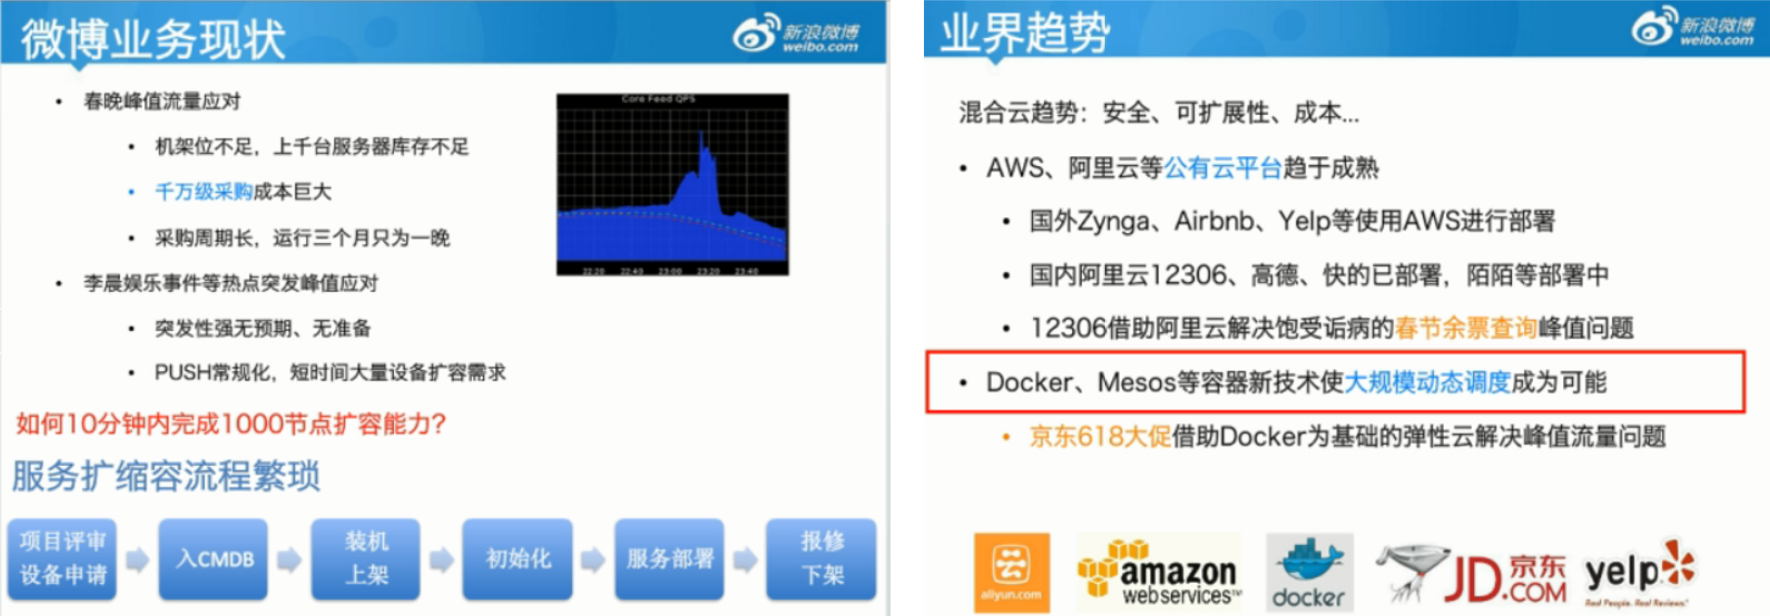 微博业务现状
新浪微博
weibo.com
春晚峰值流量应对
机架位不足，上千台服务器库存不足
千万级采购成本巨大
采购周期长，运行三个月只为一晚
李晨娱乐事件等热点突发峰值应对
突发性强无预期、无准备
PUSH常规化，短时间大量设备扩容需求
Core Feed QPS
22:20 22:40 23:00 23:20 23:40
如何10分钟内完成1000节点扩容能力?
服务扩缩容流程繁琐
项目评审
设备申请
入CMDB
装机
上架
初始化
服务部署
报修
下架
业界趋势
新浪微博
weibo.com
混合云趋势：安全、可扩展性、成本...
AWS、阿里云等公有云平台趋于成熟
国外Zynga、Airbnb、Yelp等使用AWS进行部署
国内阿里云12306、高德、快的已部署，陌陌等部署中
12306借助阿里云解决饱受诟病的春节余票查询峰值问题
Docker、Mesos等容器新技术使大规模动态调度成为可能
京东618大促借助Docker为基础的弹性云解决峰值流量问题
aliyun.com
amazon
webservices™
docker
JD京东
.COM
yelp
Real People. Real Reviews.®